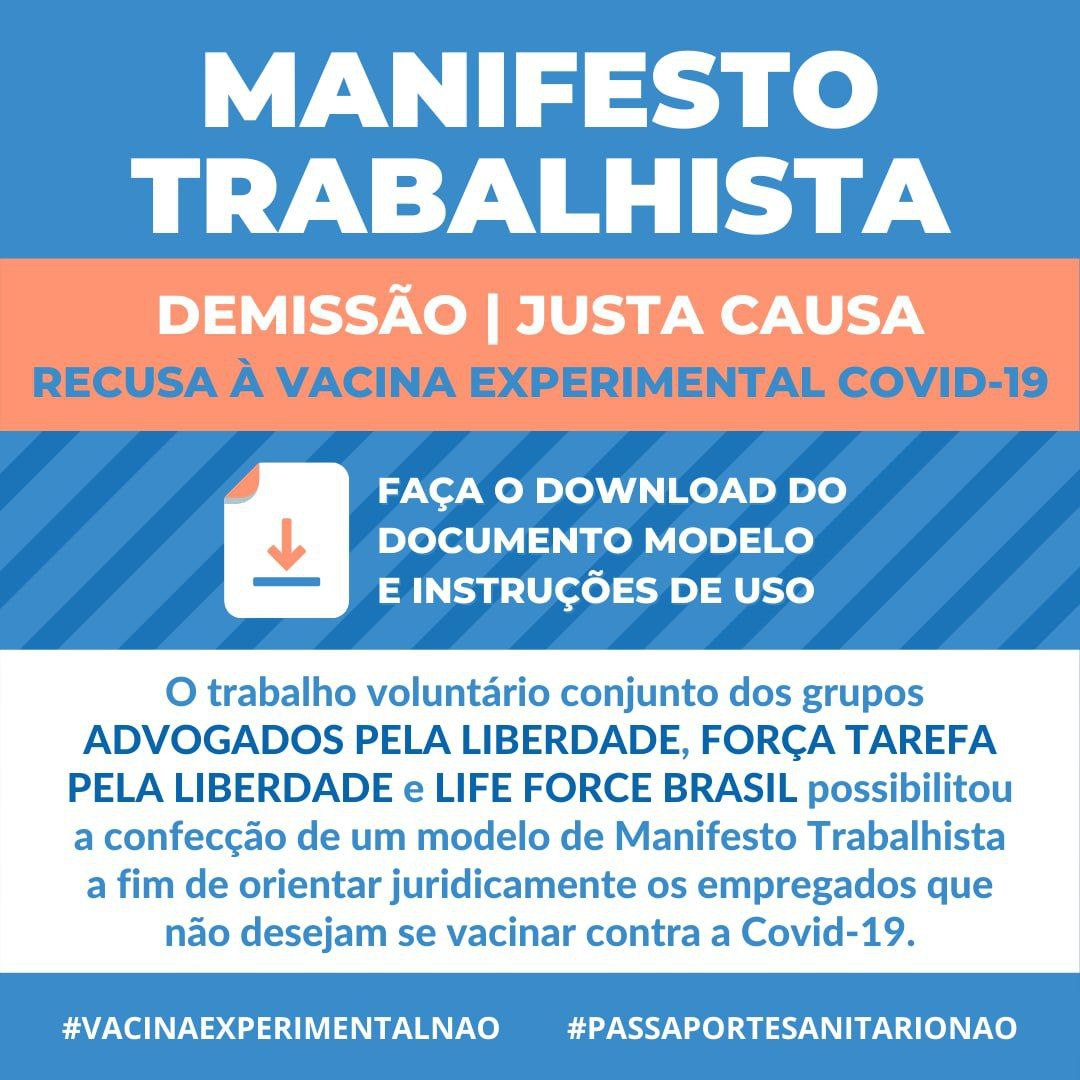 MANIFESTO
TRABALHISTA
DEMISSÃO | JUSTA CAUSA
RECUSA À VACINA EXPERIMENTAL COVID-19
FAÇA O DOWNLOAD DO
DOCUMENTO MODELO
E INSTRUÇÕES DE USO
O trabalho voluntário conjunto dos grupos
ADVOGADOS PELA LIBERDADE, FORÇA TAREFA
PELA LIBERDADE e LIFE FORCE BRASIL possibilitou
a confecção de um modelo de Manifesto Trabalhista
a fim de orientar juridicamente os empregados que
não desejam se vacinar contra a Covid-19.
#VACINAEXPERIMENTALNAO #PASSAPORTESANITARIONAO